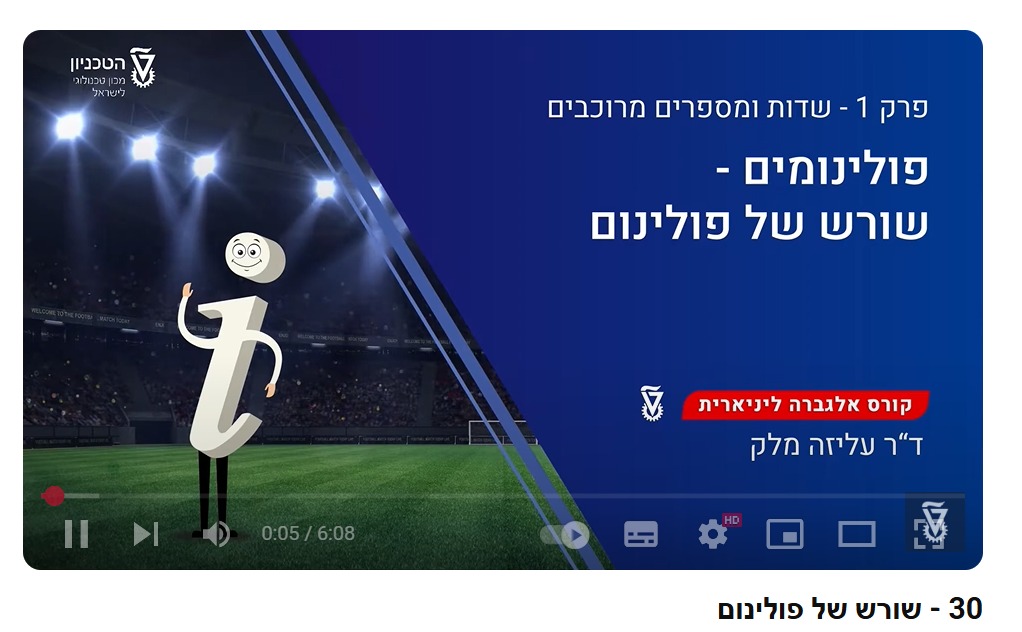 הטכניון
מכון טכנולוגי
לישראל
פרק 1 - שדות ומספרים מרוכבים
פולינומים -
שורש של פולינום
קורס אלגברה ליניארית
ד"ר עליזה מלק
0:05 / 6:08
HD
30 - שורש של פולינום